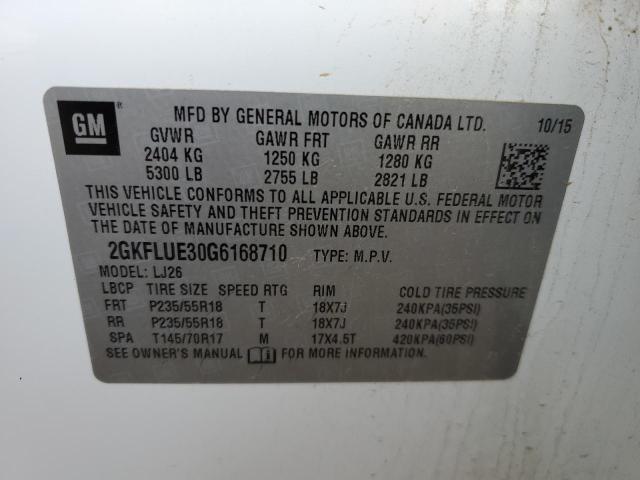 GM ®
MFD BY GENERAL MOTORS OF CANADA LTD. 10/15
GVWR GAWR FRT GAWR RR
2404 KG 1250 KG 1280 KG
5300 LB 2755 LB 2821 LB
THIS VEHICLE CONFORMS TO ALL APPLICABLE U.S. FEDERAL MOTOR
VEHICLE SAFETY AND THEFT PREVENTION STANDARDS IN EFFECT ON
THE DATE OF MANUFACTURE SHOWN ABOVE.
2GKFLUE30G6168710 TYPE: M.P.V.
MODEL: LJ26
LBCP TIRE SIZE SPEED RTG RIM COLD TIRE PRESSURE
FRT P235/55R18 T 18X7J 240KPA(35PSI)
RR P235/55R18 T 18X7J 240KPA(35PSI)
SPA T145/70R17 M 17X4.5T 420KPA(60PSI)
SEE OWNER'S MANUAL FOR MORE INFORMATION.